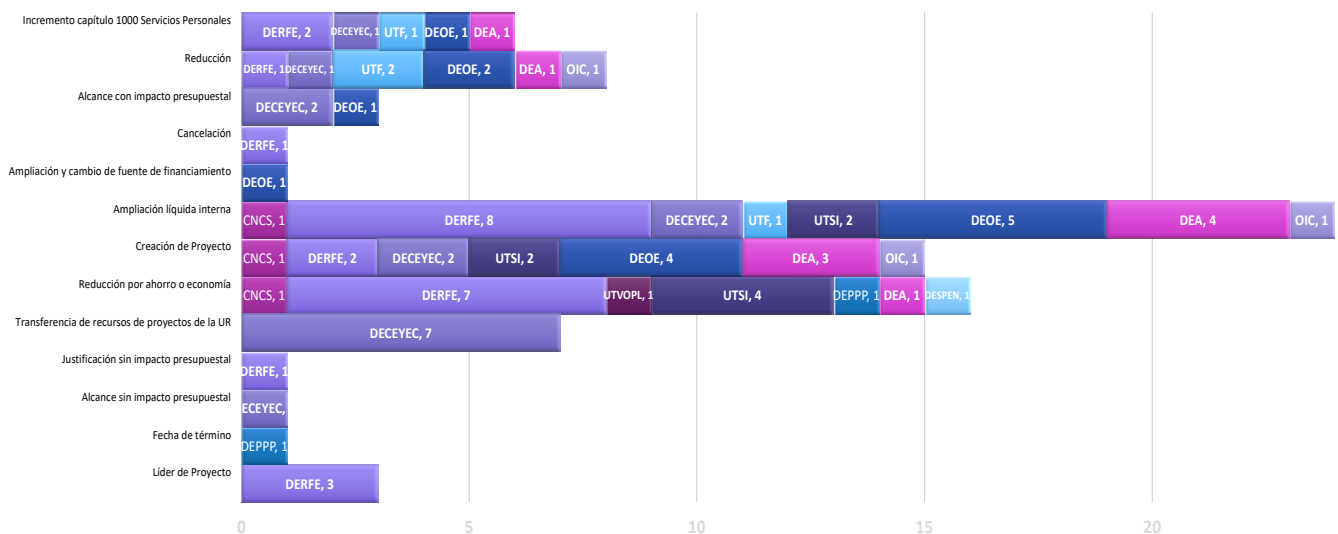 Incremento capítulo 1000 Servicios Personales
DERFE, 2 DECEYEC, 1 UTF, 1 DEOE, 1 DEA, 1
Reducción
DERFE, 1 DECEYEC, 1 UTF, 2 DEOE, 2 DEA, 1 OIC, 1
Alcance con impacto presupuestal
DECEYEC, 2 DEOE, 1
Cancelación
DERFE, 1
Ampliación y cambio de fuente de financiamiento
DEOE, 1
Ampliación líquida interna
CNCS, 1 DERFE, 8 DECEYEC, 2 UTF, 1 UTSI, 2 DEOE, 5 DEA, 4 OIC, 1
Creación de Proyecto
CNCS, 1 DERFE, 2 DECEYEC, 2 UTSI, 2 DEOE, 4 DEA, 3 OIC, 1
Reducción por ahorro o economía
CNCS, 1 DERFE, 7 UTVOPL, 1 UTSI, 4 DEPPP, 1 DEA, 1 DESPEN, 1
Transferencia de recursos de proyectos de la UR
DECEYEC, 7
Justificación sin impacto presupuestal
DERFE, 1
Alcance sin impacto presupuestal
ECEYEC,
Fecha de término
DEPPP, 1
Líder de Proyecto
DERFE, 3
0 5 10 15 20